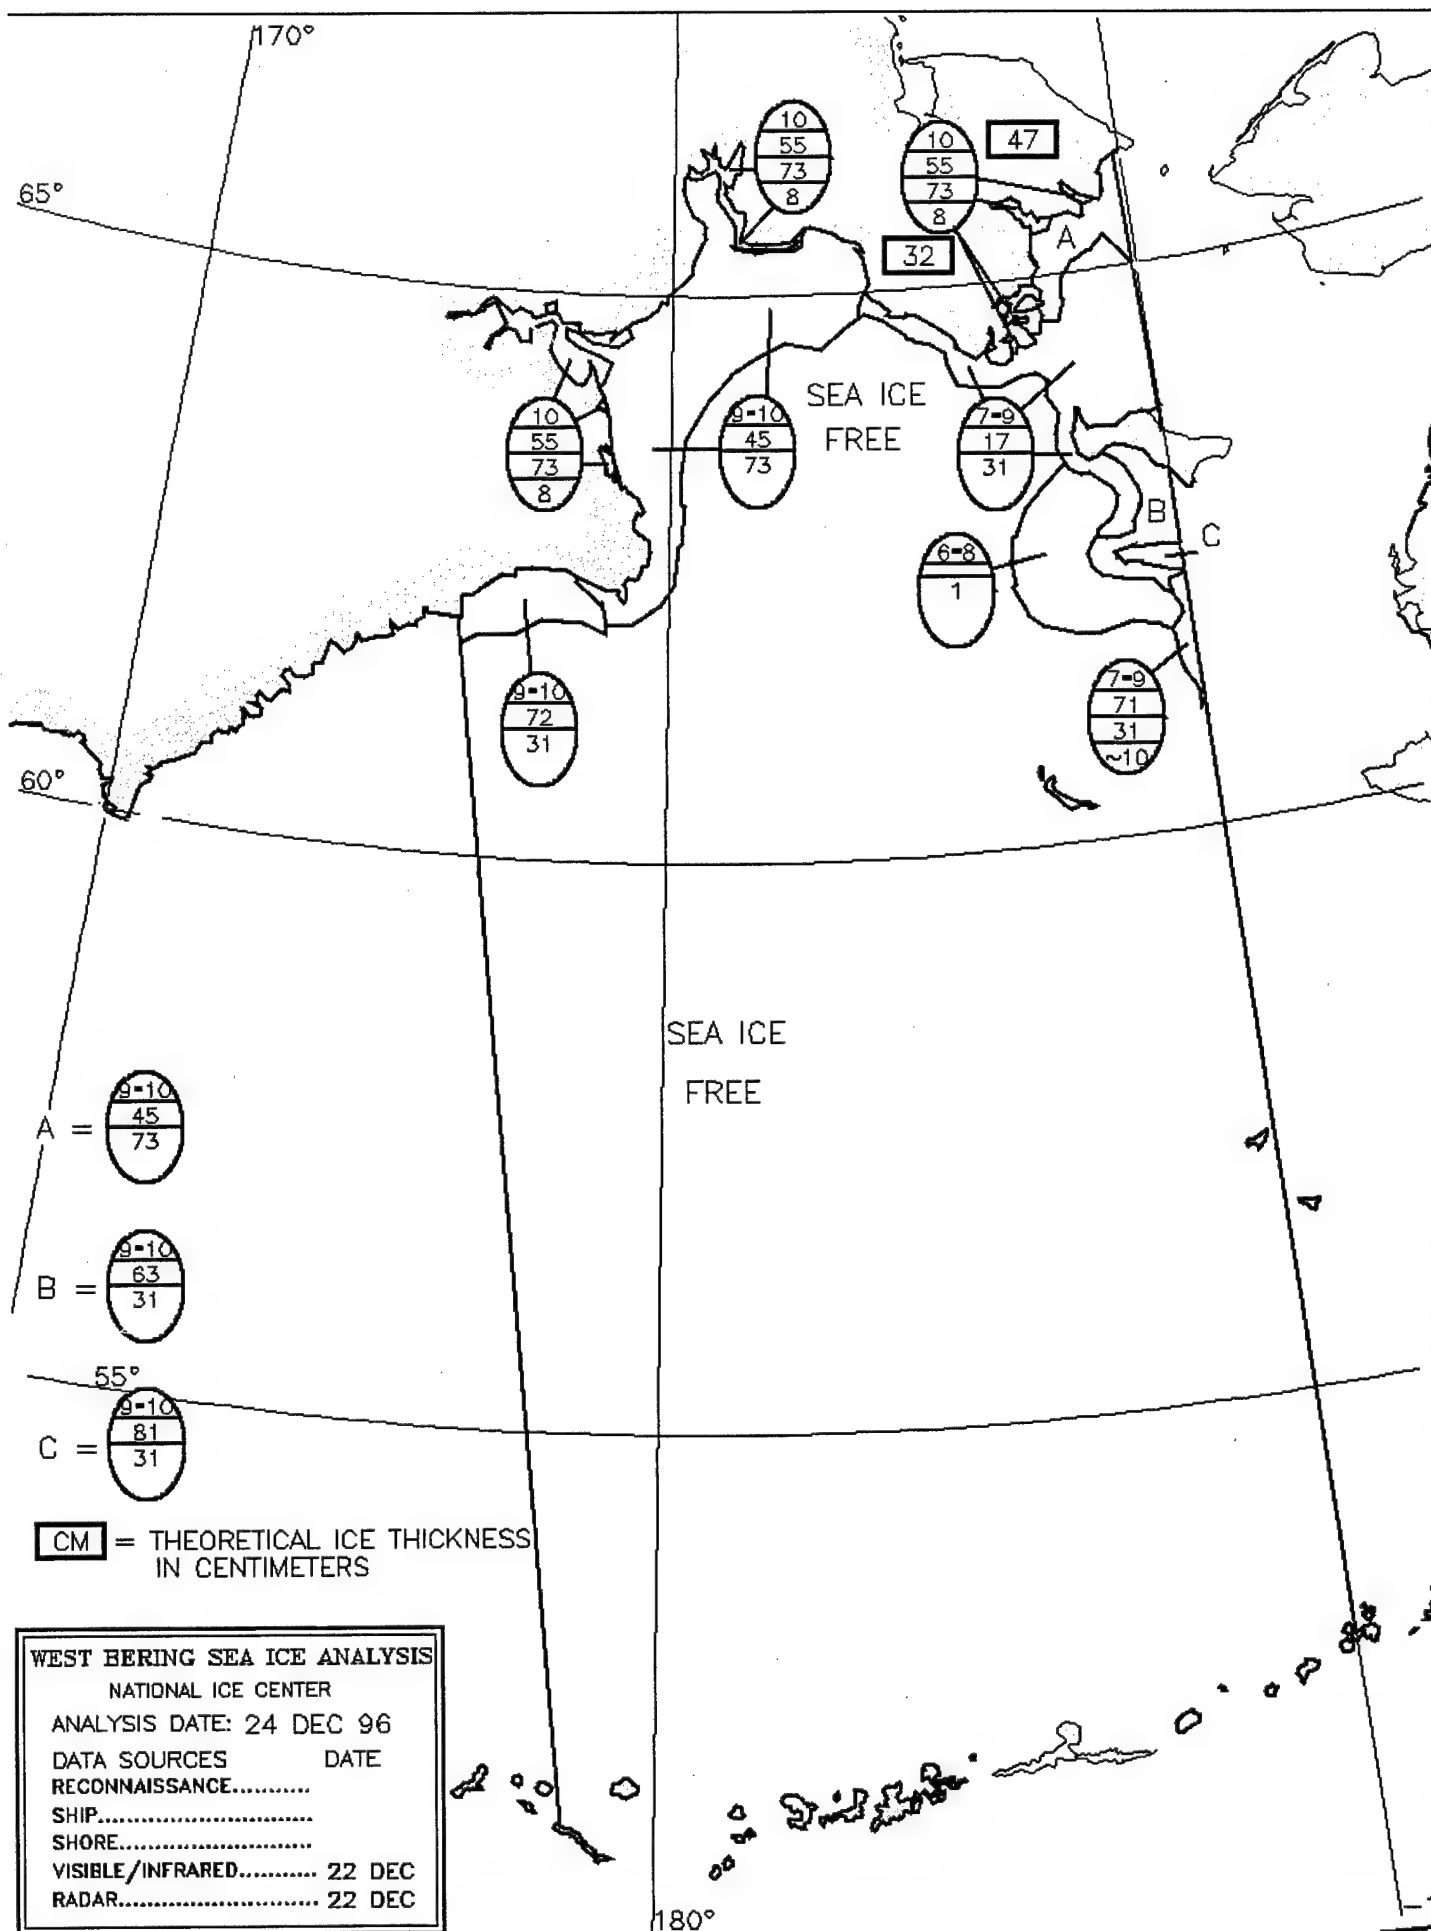 170°
10
55
73
8
10
55
73
8
47
65°
A
32
SEA ICE
FREE
10
55
73
8
9-10
45
73
7-9
17
31
B
C
6-8
1
9-10
72
31
7-9
71
31
~10
60°
SEA ICE
FREE
A =
9-10
45
73
B =
9-10
63
31
55°
C =
9-10
81
31
CM = THEORETICAL ICE THICKNESS
IN CENTIMETERS
WEST BERING SEA ICE ANALYSIS
NATIONAL ICE CENTER
ANALYSIS DATE: 24 DEC 96
DATA SOURCES DATE
RECONNAISSANCE..........
SHIP...........................
SHORE.........................
VISIBLE/INFRARED.......... 22 DEC
RADAR.......................... 22 DEC
180°